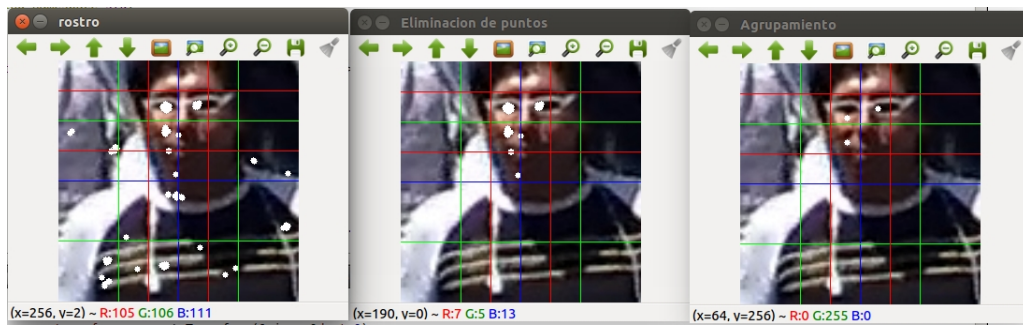 rostro
Eliminacion de puntos
Agrupamiento
(x=256, y=2) ~ R:105 G:106 B:111
(x=190, y=0) ~ R:7 G:5 B:13
(x=64, y=256) ~ R:0 G:255 B:0